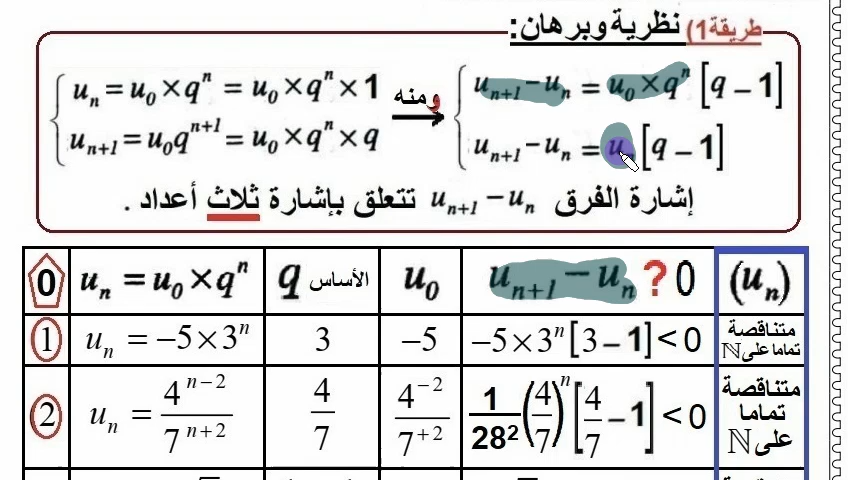 طريقة1) نظرية وبرهان:
u_n = u_0 × q^n = u_0 × q^n × 1
u_{n+1} = u_0 q^{n+1} = u_0 × q^n × q
ومنه
u_{n+1} − u_n = u_0 × q^n [q − 1]
u_{n+1} − u_n = u_n [q − 1]
إشارة الفرق u_{n+1} − u_n تتعلق بإشارة ثلاث أعداد .
0 u_n = u_0 × q^n q الأساس u_0 u_{n+1} − u_n ? 0 (u_n)
1 u_n = −5 × 3^n 3 −5 −5 × 3^n [3 − 1] < 0 متناقصة
تماما على ℕ
2 u_n = 4^{n−2} / 7^{n+2} 4/7 4^{−2} / 7^{+2} 1/28² (4/7)^n [4/7 − 1] < 0 متناقصة
تماما
على ℕ